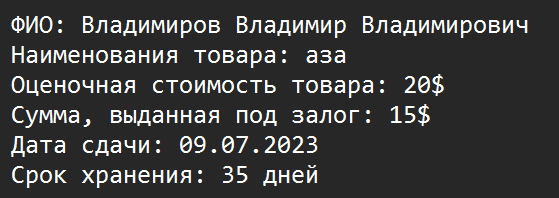 ФИО: Владимиров Владимир Владимирович
Наименования товара: аза
Оценочная стоимость товара: 20$
Сумма, выданная под залог: 15$
Дата сдачи: 09.07.2023
Срок хранения: 35 дней